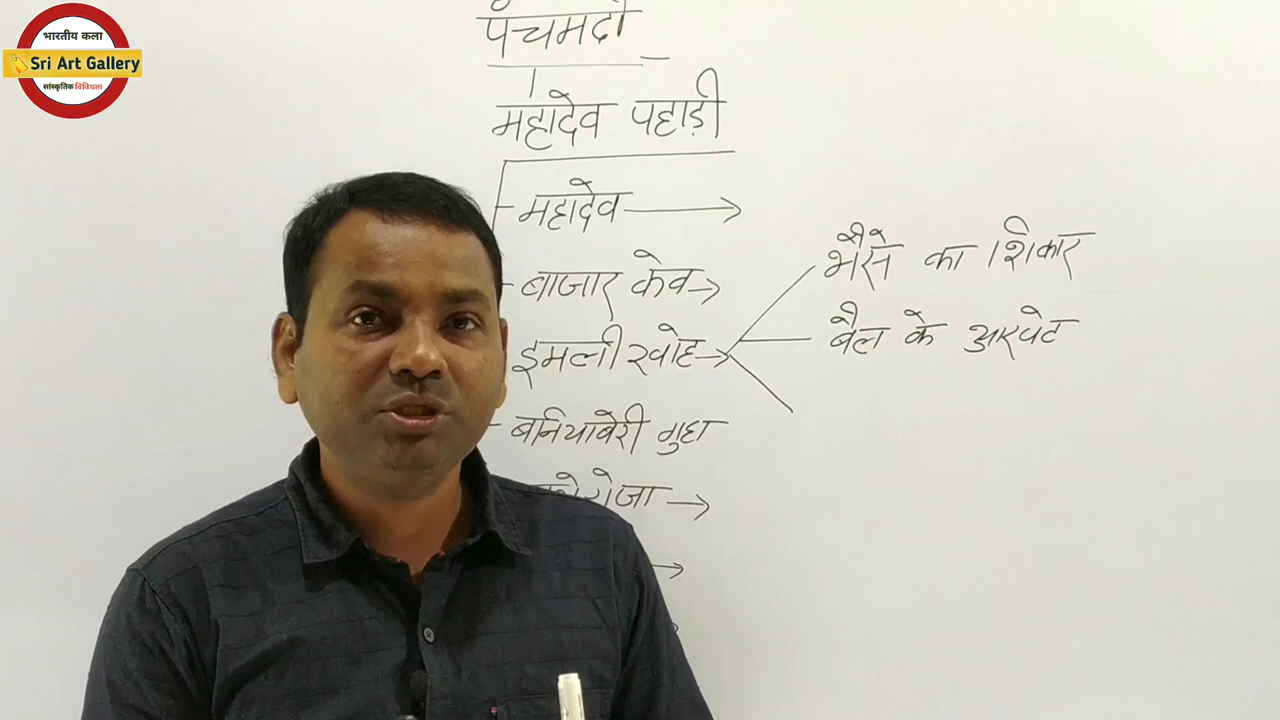 भारतीय कला
Sri Art Gallery
सांस्कृतिक विविधता
पंचमढी
महादेव पहाड़ी
महादेव →
बाजार केव →
इमली खोह →
भैसे का शिकार
बैल के आखेट
बनियाबेरी गुहा